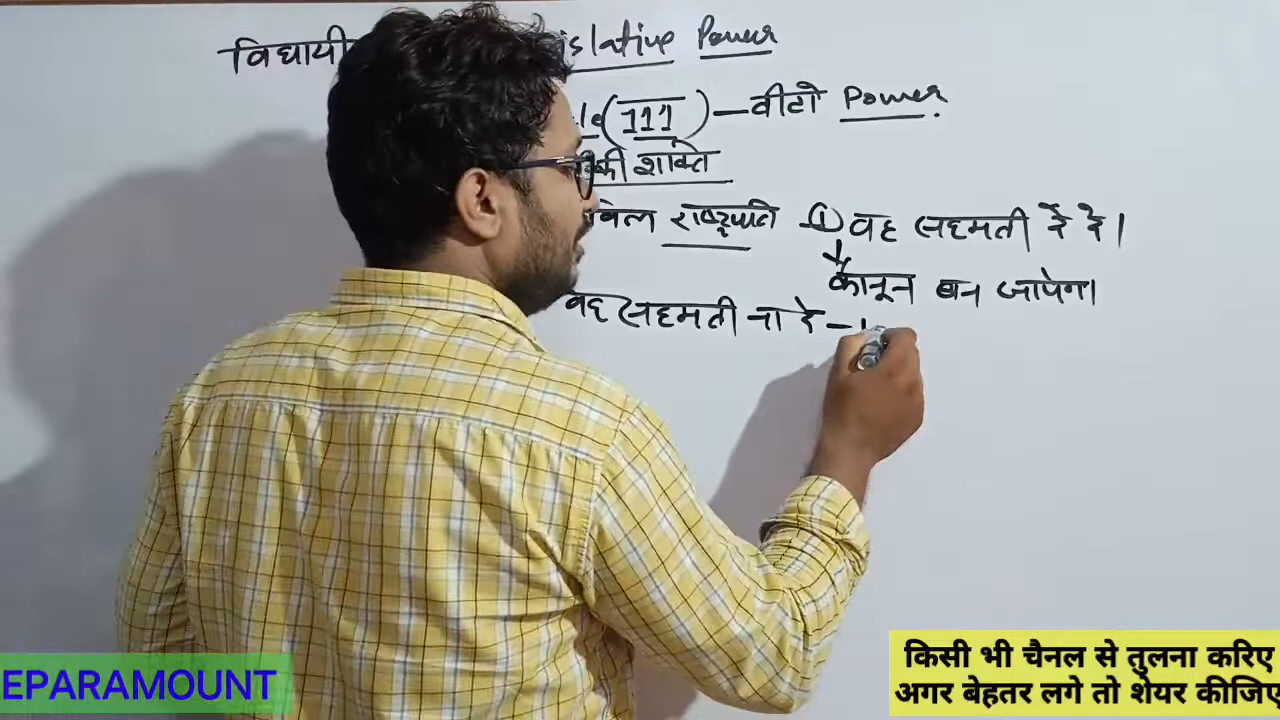 विधायी islative Power
le (111) — वीटो Power.
की शक्ति
बिल राष्ट्रपति ① वह सहमती दे दे।
कानून बन जायेगा।
वह सहमती ना दे –
EPARAMOUNT
किसी भी चैनल से तुलना करिए
अगर बेहतर लगे तो शेयर कीजिए